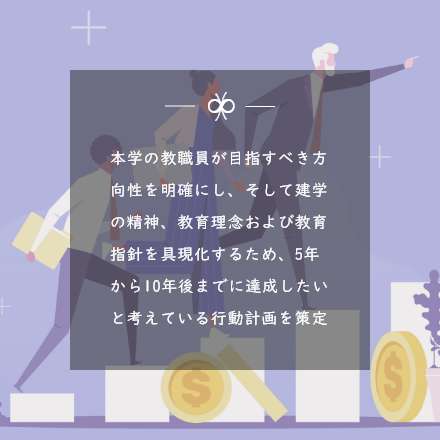 本学の教職員が目指すべき方
向性を明確にし、そして建学
の精神、教育理念および教育
指針を具現化するため、5年
から10年後までに達成したい
と考えている行動計画を策定